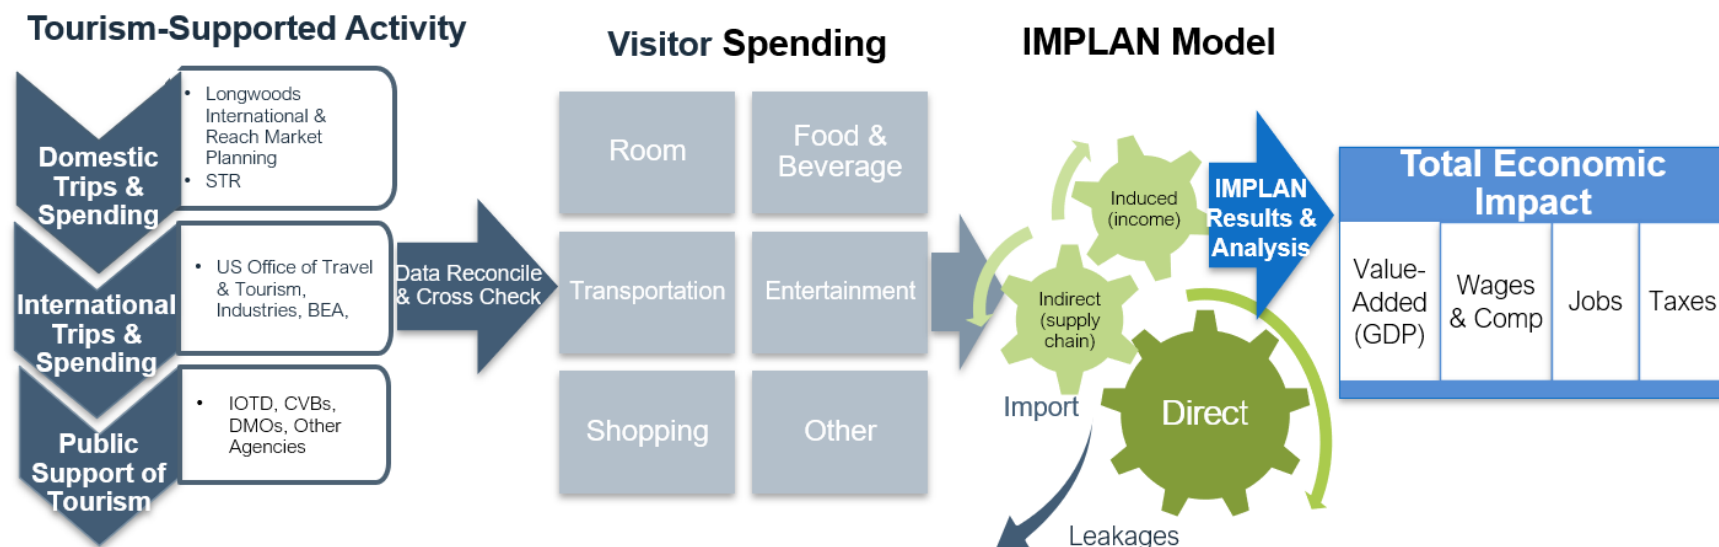 Tourism-Supported Activity
Domestic
Trips &
Spending
• Longwoods
International &
Reach Market
Planning
• STR
International
Trips &
Spending
• US Office of Travel
& Tourism,
Industries, BEA,
Public
Support of
Tourism
• IOTD, CVBs,
DMOs, Other
Agencies
Data Reconcile
& Cross Check
Visitor Spending
Room
Food &
Beverage
Transportation
Entertainment
Shopping
Other
IMPLAN Model
Induced
(income)
Indirect
(supply
chain)
Direct
Import
Leakages
IMPLAN
Results &
Analysis
Total Economic
Impact
Value-
Added
(GDP)
Wages
& Comp
Jobs
Taxes